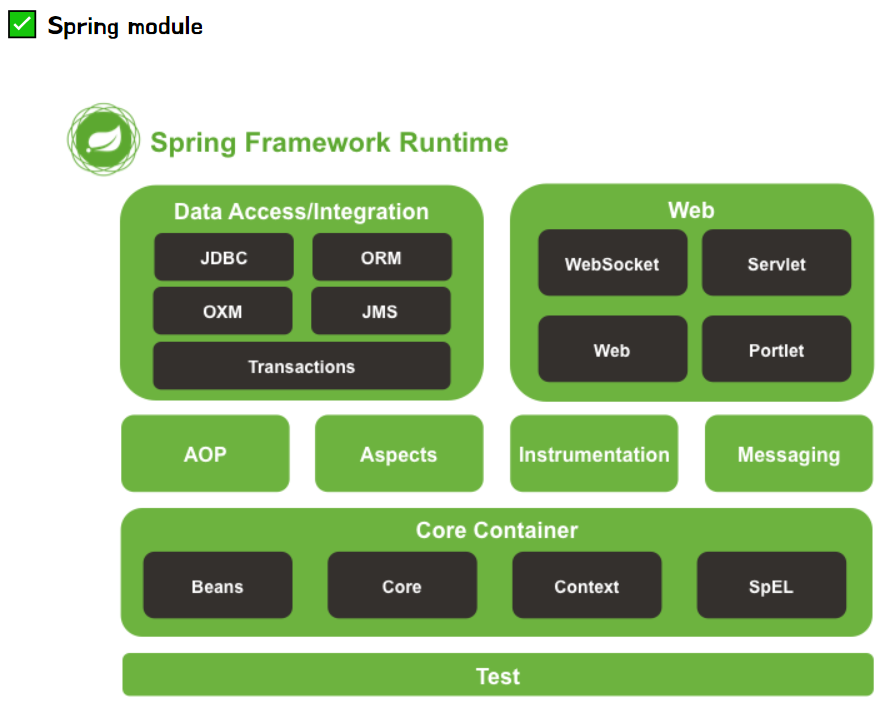 Spring module
Spring Framework Runtime
Data Access/Integration
JDBC ORM
OXM JMS
Transactions
Web
WebSocket Servlet
Web Portlet
AOP Aspects Instrumentation Messaging
Core Container
Beans Core Context SpEL
Test